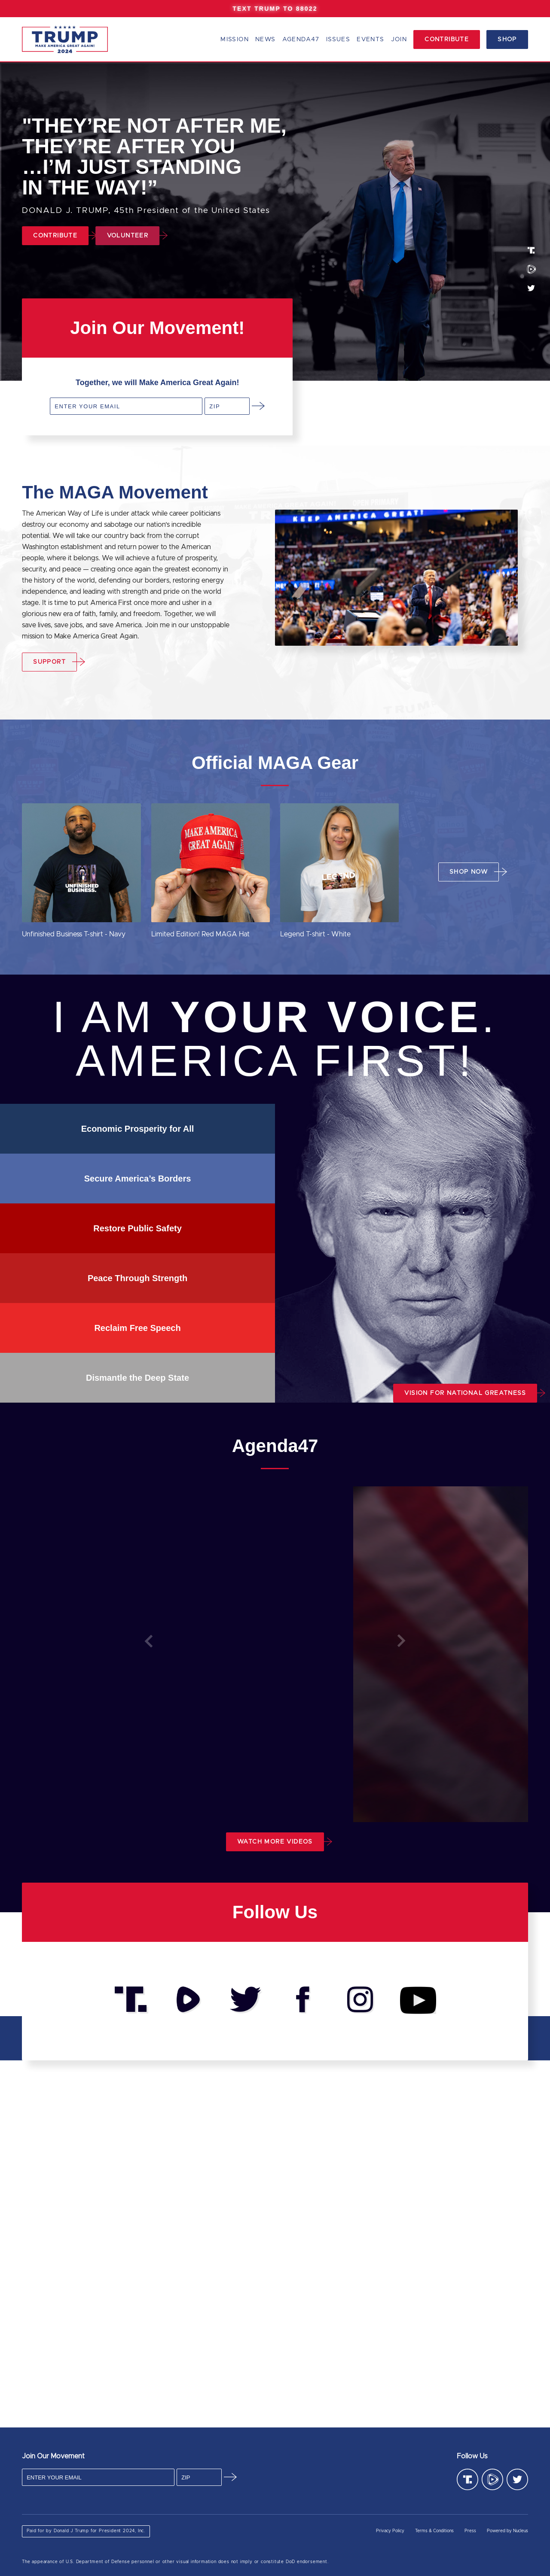 TEXT TRUMP TO 88022
TRUMP
MAKE AMERICA GREAT AGAIN!
2024
MISSION NEWS AGENDA47 ISSUES EVENTS JOIN CONTRIBUTE SHOP
"THEY’RE NOT AFTER ME,
THEY’RE AFTER YOU
…I’M JUST STANDING
IN THE WAY!”
DONALD J. TRUMP, 45th President of the United States
CONTRIBUTE VOLUNTEER
Join Our Movement!
Together, we will Make America Great Again!
ENTER YOUR EMAIL ZIP
The MAGA Movement
The American Way of Life is under attack while career politicians
destroy our economy and sabotage our nation's incredible
potential. We will take our country back from the corrupt
Washington establishment and return power to the American
people, where it belongs. We will achieve a future of prosperity,
security, and peace — creating once again the greatest economy in
the history of the world, defending our borders, restoring energy
independence, and leading with strength and pride on the world
stage. It is time to put America First once more and usher in a
glorious new era of faith, family, and freedom. Together, we will
save lives, save jobs, and save America. Join me in our unstoppable
mission to Make America Great Again.
KEEP AMERICA GREAT!
SUPPORT
TRUMP
Official MAGA Gear
UNFINISHED
BUSINESS.
MAKE AMERICA
GREAT AGAIN
SHOP NOW
Unfinished Business T-shirt - Navy
Limited Edition! Red MAGA Hat
Legend T-shirt - White
I AM YOUR VOICE.
AMERICA FIRST!
Economic Prosperity for All
Secure America’s Borders
Restore Public Safety
Peace Through Strength
Reclaim Free Speech
Dismantle the Deep State
VISION FOR NATIONAL GREATNESS
Agenda47
WATCH MORE VIDEOS
Follow Us
Join Our Movement
Follow Us
ENTER YOUR EMAIL ZIP
Paid for by Donald J Trump for President 2024, Inc.
Privacy Policy Terms & Conditions Press Powered by Nucleus
The appearance of U.S. Department of Defense personnel or other visual information does not imply or constitute DoD endorsement